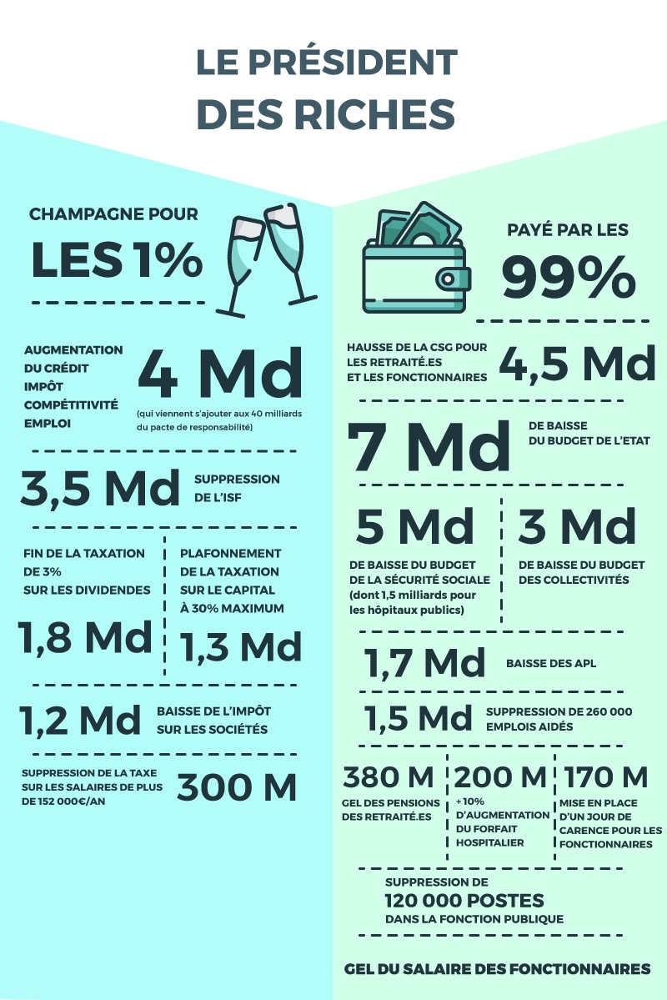 LE PRÉSIDENT
DES RICHES
CHAMPAGNE POUR
LES 1%
AUGMENTATION
DU CRÉDIT
IMPÔT
COMPÉTITIVITÉ
EMPLOI
4 Md
(qui viennent s'ajouter aux 40 milliards
du pacte de responsabilité)
3,5 Md
SUPPRESSION
DE L'ISF
FIN DE LA TAXATION
DE 3%
SUR LES DIVIDENDES
1,8 Md
PLAFONNEMENT
DE LA TAXATION
SUR LE CAPITAL
À 30% MAXIMUM
1,3 Md
1,2 Md
BAISSE DE L'IMPÔT
SUR LES SOCIÉTÉS
SUPPRESSION DE LA TAXE
SUR LES SALAIRES DE PLUS
DE 152 000€/AN
300 M
PAYÉ PAR LES
99%
HAUSSE DE LA CSG POUR
LES RETRAITÉ.ES
ET LES FONCTIONNAIRES
4,5 Md
7 Md
DE BAISSE
DU BUDGET DE L'ETAT
5 Md
DE BAISSE DU BUDGET
DE LA SÉCURITÉ SOCIALE
(dont 1,5 milliards pour
les hôpitaux publics)
3 Md
DE BAISSE DU BUDGET
DES COLLECTIVITÉS
1,7 Md
BAISSE DES APL
1,5 Md
SUPPRESSION DE 260 000
EMPLOIS AIDÉS
380 M
GEL DES PENSIONS
DES RETRAITÉ.ES
200 M
+ 10%
D'AUGMENTATION
DU FORFAIT
HOSPITALIER
170 M
MISE EN PLACE
D'UN JOUR DE
CARENCE POUR LES
FONCTIONNAIRES
SUPPRESSION DE
120 000 POSTES
DANS LA FONCTION PUBLIQUE
GEL DU SALAIRE DES FONCTIONNAIRES